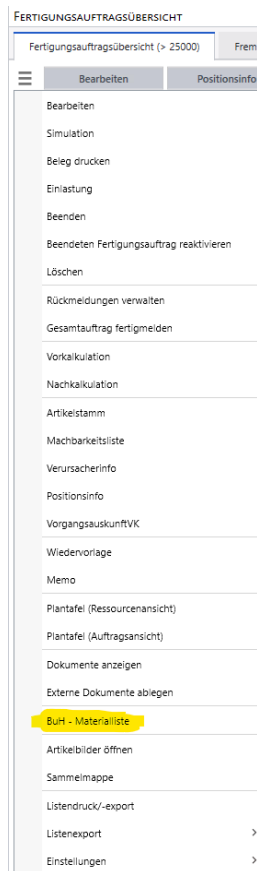 FERTIGUNGSAUFTRAGSÜBERSICHT
Fertigungsauftragsübersicht (> 25000) Frem
Bearbeiten Positionsinfo
Bearbeiten
Simulation
Beleg drucken
Einlastung
Beenden
Beendeten Fertigungsauftrag reaktivieren
Löschen
Rückmeldungen verwalten
Gesamtauftrag fertigmelden
Vorkalkulation
Nachkalkulation
Artikelstamm
Machbarkeitsliste
Verursacherinfo
Positionsinfo
VorgangsauskunftVK
Wiedervorlage
Memo
Plantafel (Ressourcenansicht)
Plantafel (Auftragsansicht)
Dokumente anzeigen
Externe Dokumente ablegen
BuH - Materialliste
Artikelbilder öffnen
Sammelmappe
Listendruck/-export
Listenexport
Einstellungen